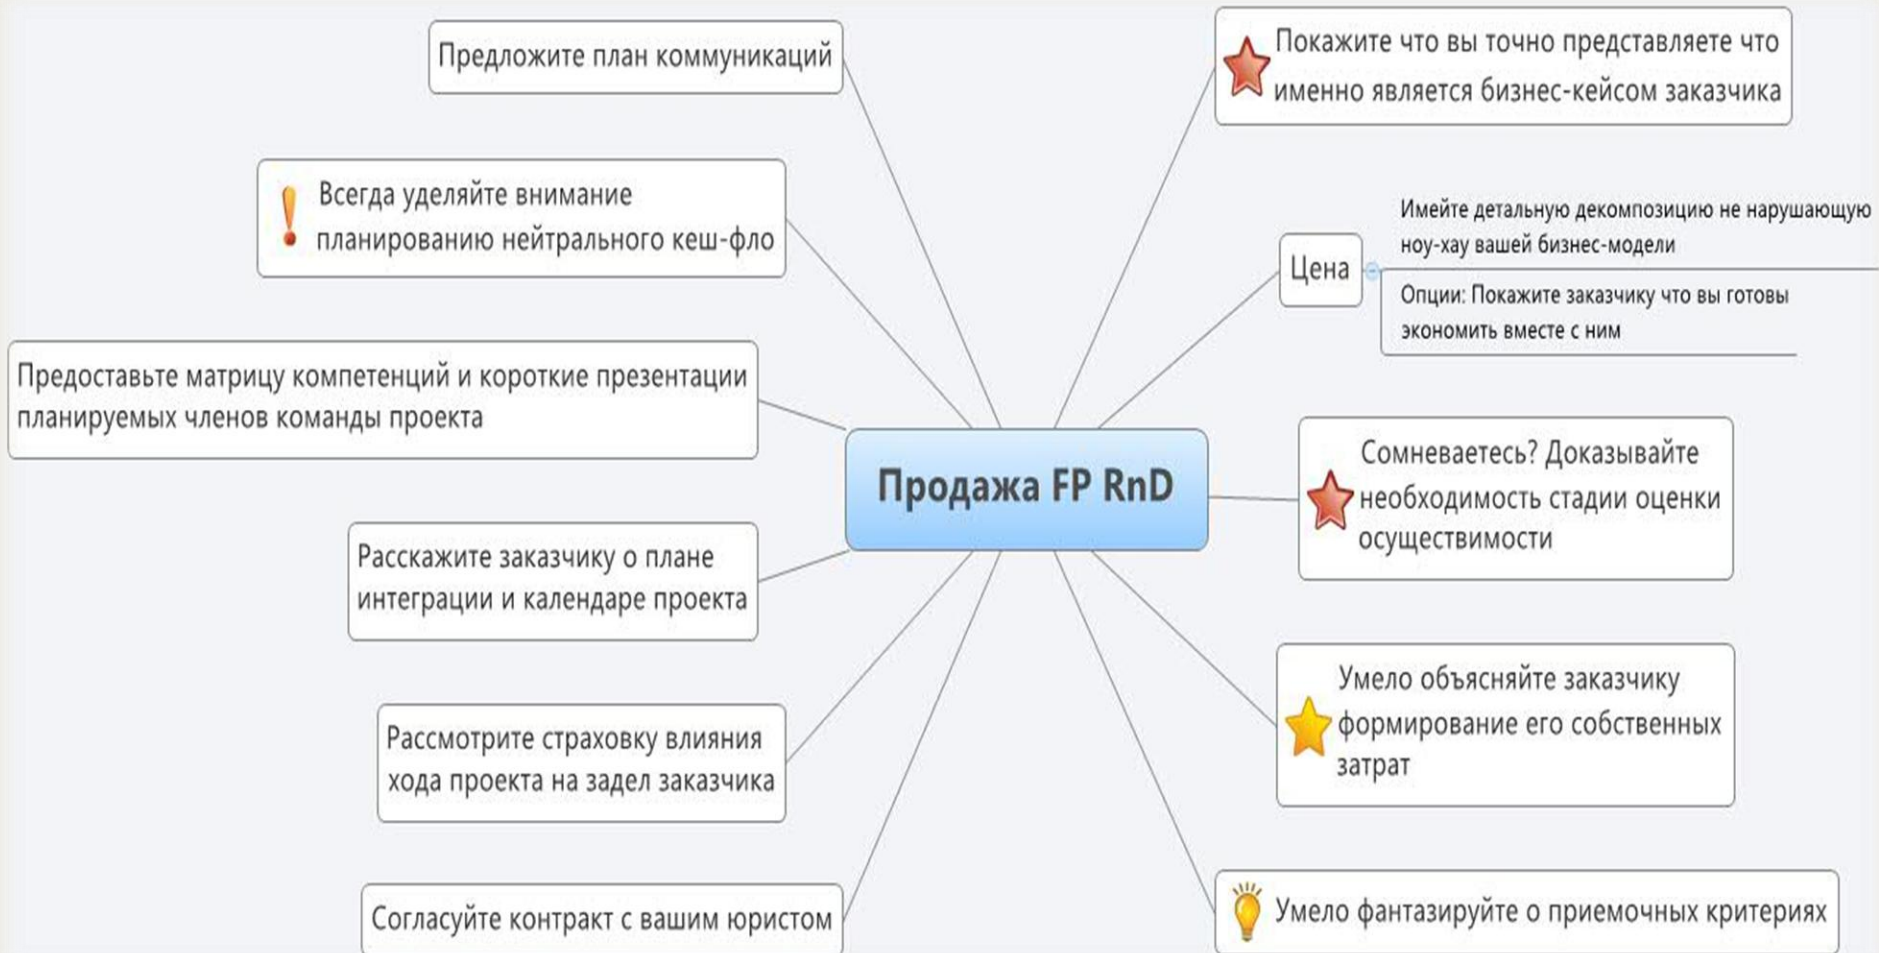 Предложите план коммуникаций
Всегда уделяйте внимание
планированию нейтрального кеш-фло
Предоставьте матрицу компетенций и короткие презентации
планируемых членов команды проекта
Расскажите заказчику о плане
интеграции и календаре проекта
Рассмотрите страховку влияния
хода проекта на задел заказчика
Согласуйте контракт с вашим юристом
Продажа FP RnD
Покажите что вы точно представляете что
именно является бизнес-кейсом заказчика
Цена
Имейте детальную декомпозицию не нарушающую
ноу-хау вашей бизнес-модели
Опции: Покажите заказчику что вы готовы
экономить вместе с ним
Сомневаетесь? Доказывайте
необходимость стадии оценки
осуществимости
Умело объясняйте заказчику
формирование его собственных
затрат
Умело фантазируйте о приемочных критериях